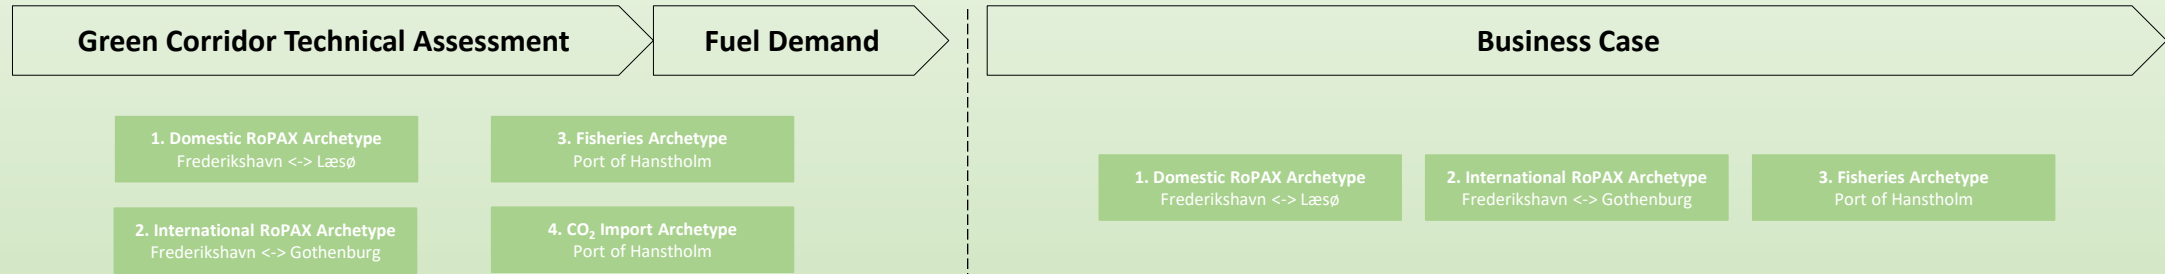 Green Corridor Technical Assessment
Fuel Demand
Business Case
1. Domestic RoPAX Archetype
Frederikshavn <-> Læsø
3. Fisheries Archetype
Port of Hanstholm
2. International RoPAX Archetype
Frederikshavn <-> Gothenburg
4. CO₂ Import Archetype
Port of Hanstholm
1. Domestic RoPAX Archetype
Frederikshavn <-> Læsø
2. International RoPAX Archetype
Frederikshavn <-> Gothenburg
3. Fisheries Archetype
Port of Hanstholm